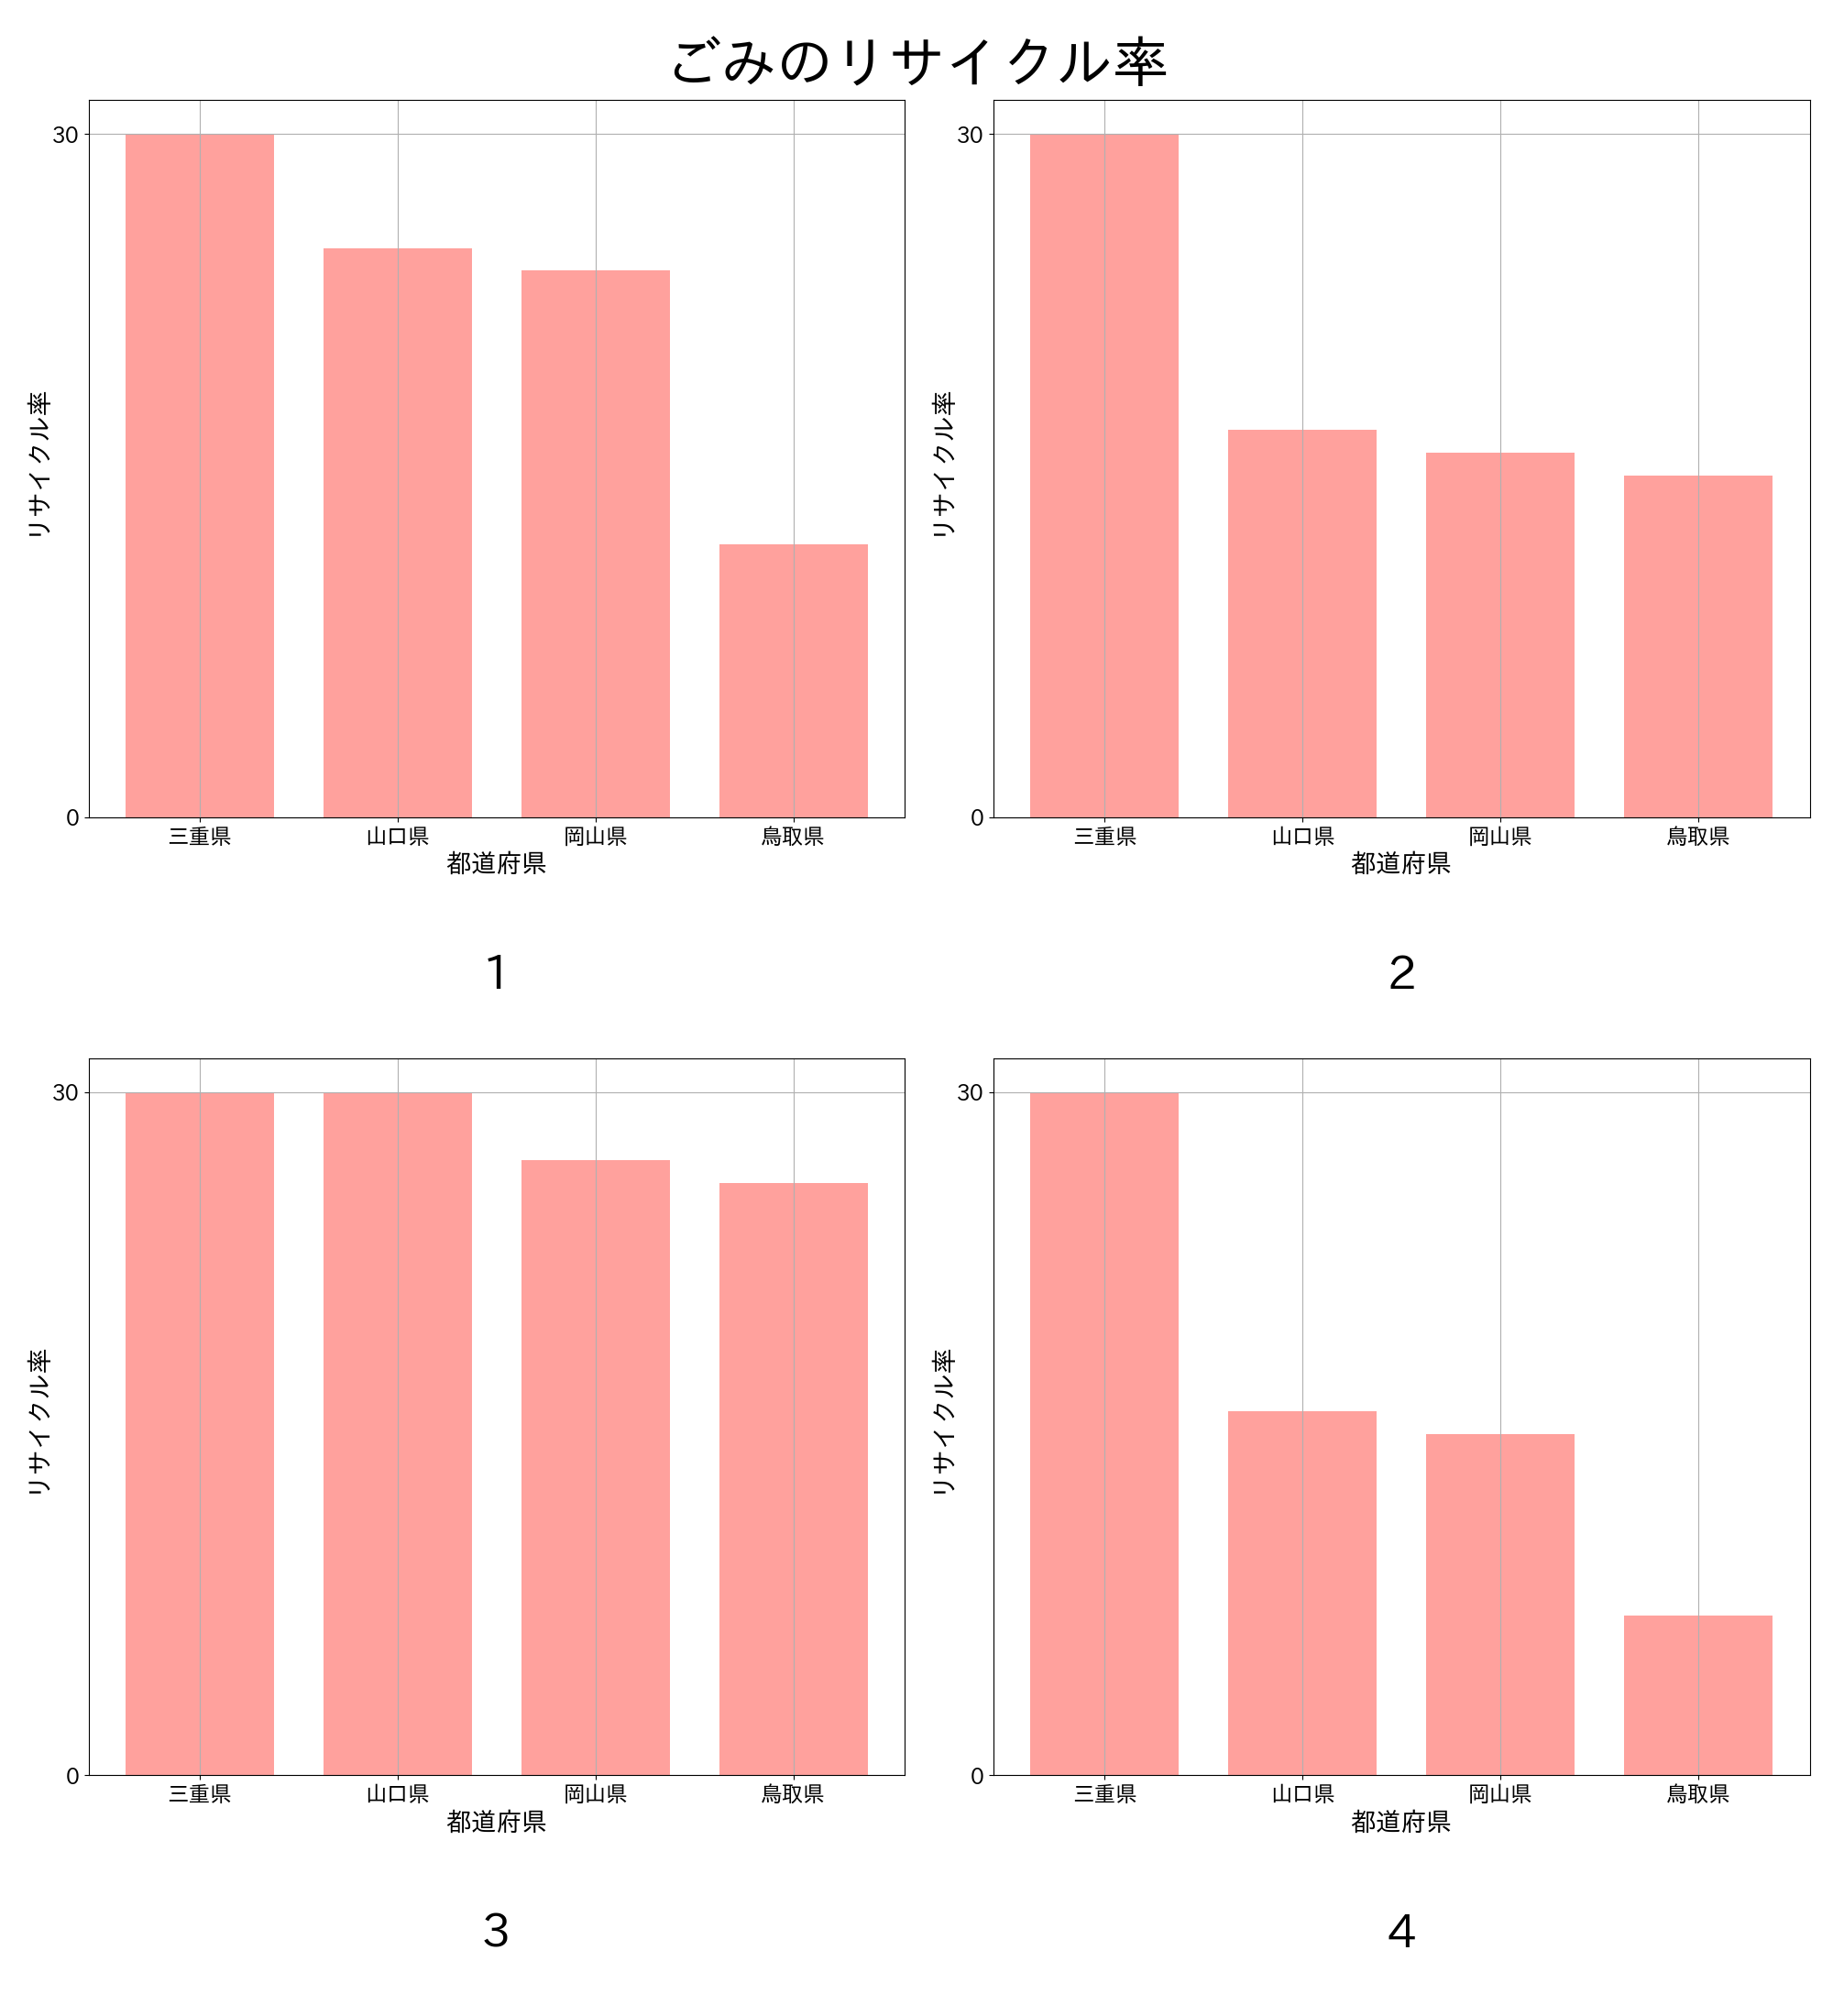 ごみのリサイクル率
30
0
リサイクル率
三重県 山口県 岡山県 鳥取県
都道府県
1
30
0
リサイクル率
三重県 山口県 岡山県 鳥取県
都道府県
2
30
0
リサイクル率
三重県 山口県 岡山県 鳥取県
都道府県
3
30
0
リサイクル率
三重県 山口県 岡山県 鳥取県
都道府県
4